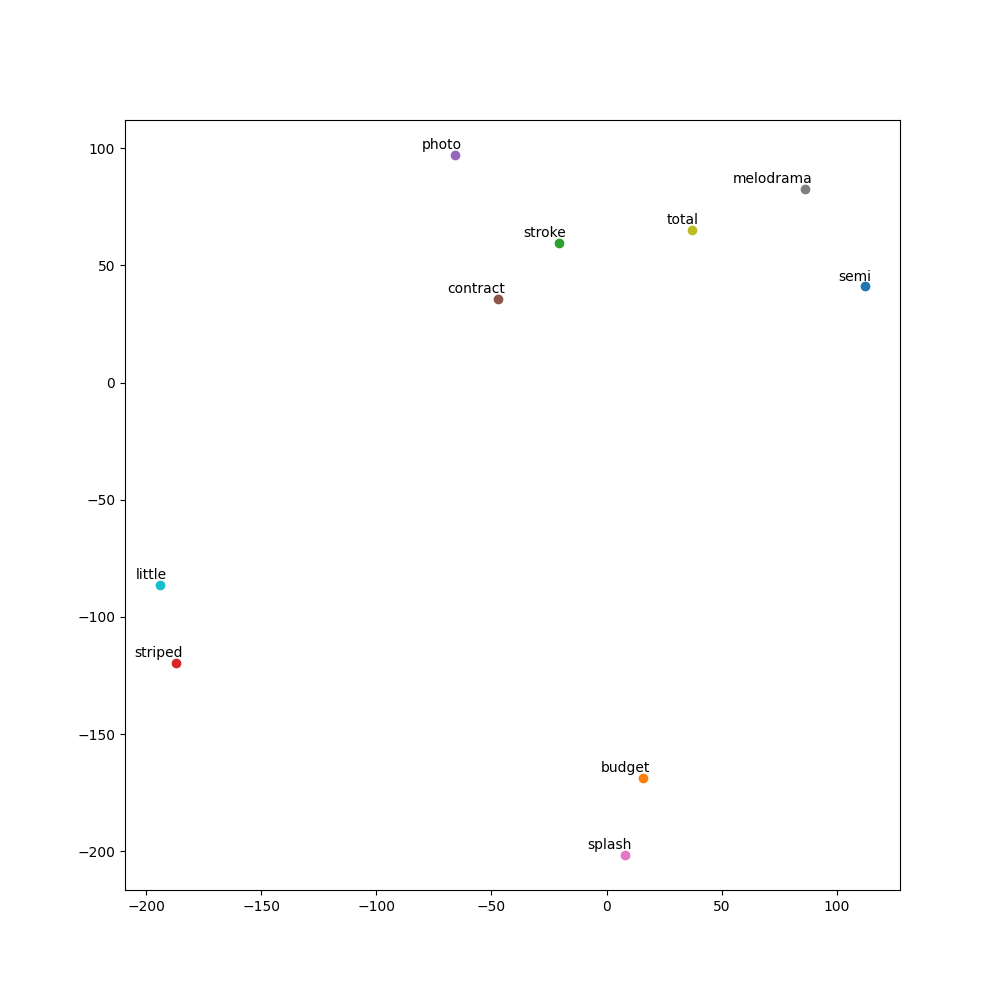 photo
melodrama
total
stroke
semi
contract
little
striped
budget
splash
100
50
0
−50
−100
−150
−200
−200 −150 −100 −50 0 50 100